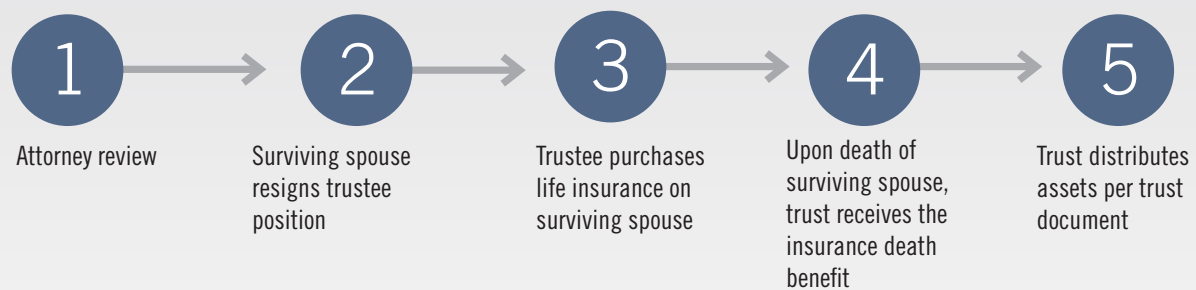 1
Attorney review
2
Surviving spouse
resigns trustee
position
3
Trustee purchases
life insurance on
surviving spouse
4
Upon death of
surviving spouse,
trust receives the
insurance death
benefit
5
Trust distributes
assets per trust
document